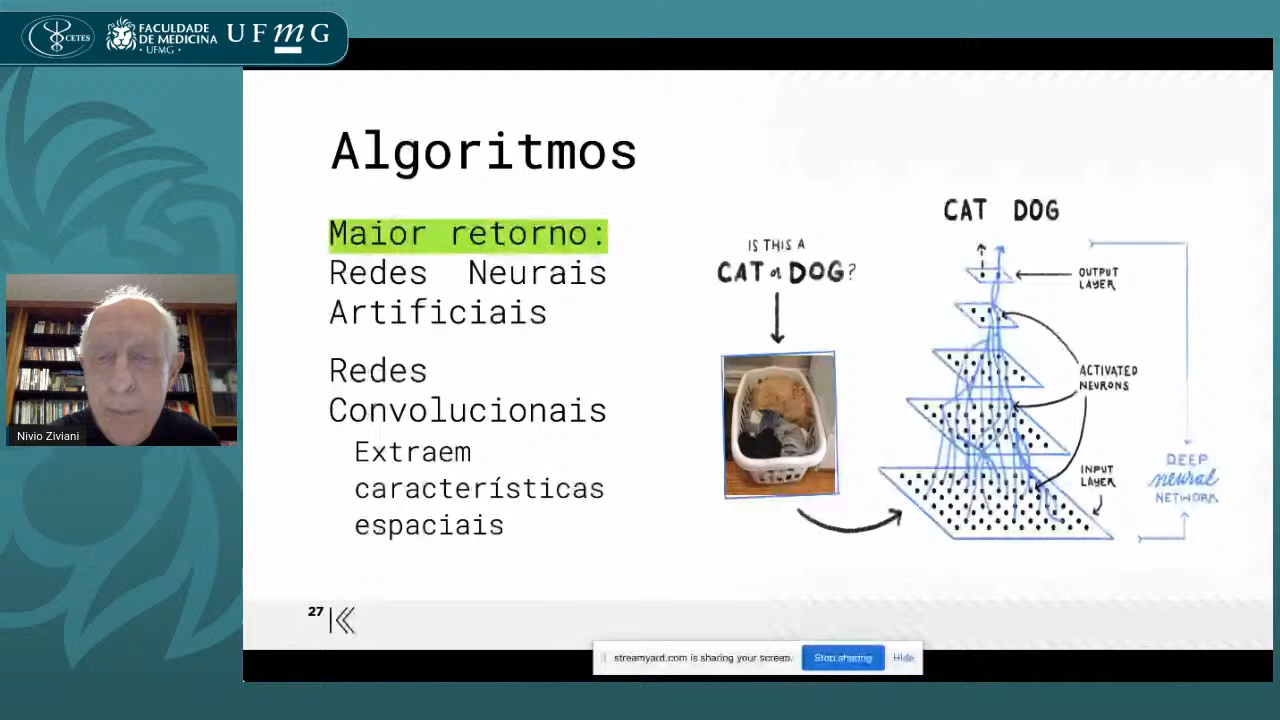 CETES
FACULDADE
DE MEDICINA
• UFMG •
UFMG
Algoritmos
Maior retorno:
Redes Neurais
Artificiais
Redes
Convolucionais
Extraem
características
espaciais
IS THIS A
CAT or DOG?
CAT DOG
OUTPUT
LAYER
ACTIVATED
NEURONS
INPUT
LAYER
DEEP
neural
NETWORK
Nivio Ziviani
27
streamyard.com is sharing your screen.
Stop sharing
Hide